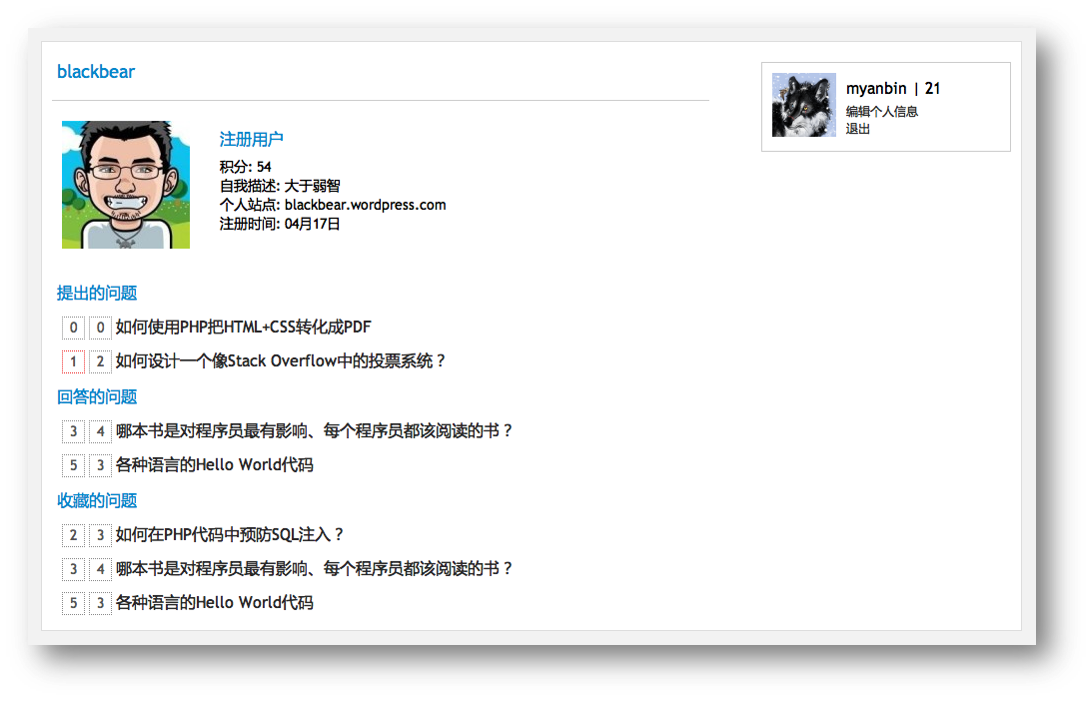 blackbear
myanbin | 21
编辑个人信息
退出
注册用户
积分: 54
自我描述: 大于弱智
个人站点: blackbear.wordpress.com
注册时间: 04月17日
提出的问题
0 0 如何使用PHP把HTML+CSS转化成PDF
1 2 如何设计一个像Stack Overflow中的投票系统？
回答的问题
3 4 哪本书是对程序员最有影响、每个程序员都该阅读的书？
5 3 各种语言的Hello World代码
收藏的问题
2 3 如何在PHP代码中预防SQL注入？
3 4 哪本书是对程序员最有影响、每个程序员都该阅读的书？
5 3 各种语言的Hello World代码